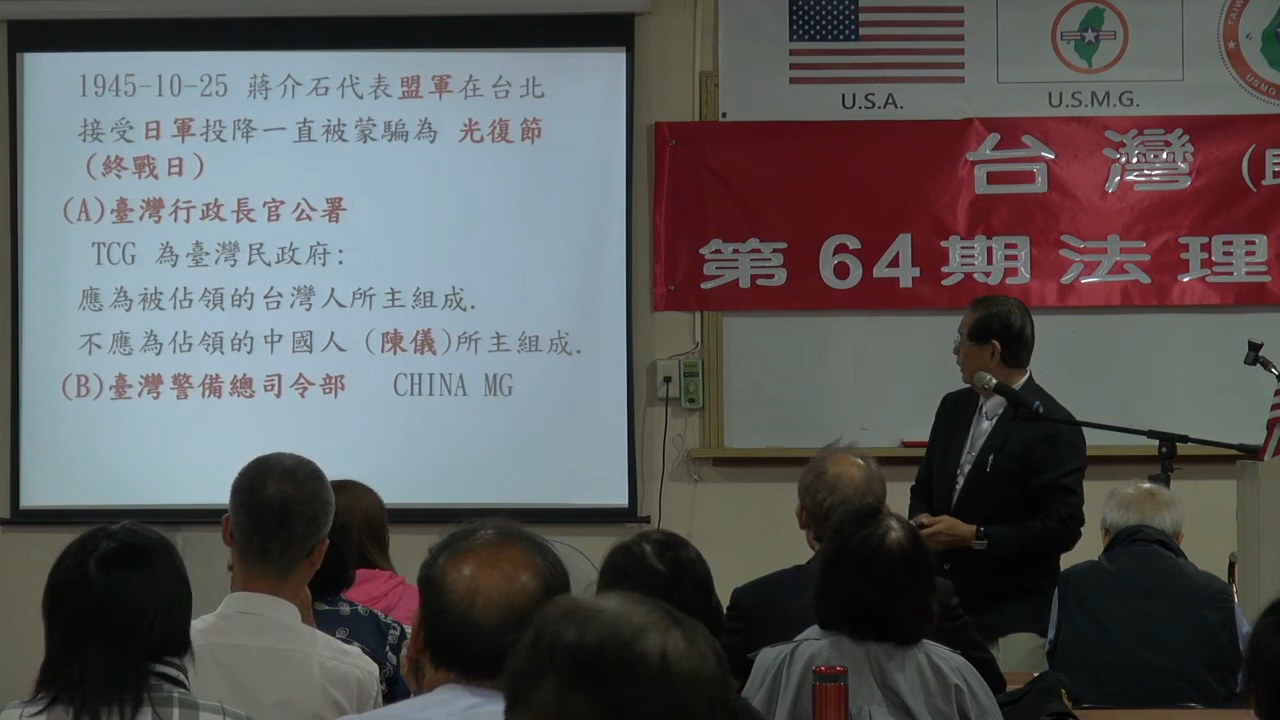 1945-10-25 蔣介石代表盟軍在台北
接受日軍投降一直被蒙騙為 光復節
(終戰日)
(A)臺灣行政長官公署
TCG 為臺灣民政府:
應為被佔領的台灣人所主組成.
不應為佔領的中國人 (陳儀)所主組成.
(B)臺灣警備總司令部 CHINA MG
U.S.A.
U.S.M.G.
台灣(
第64期法理